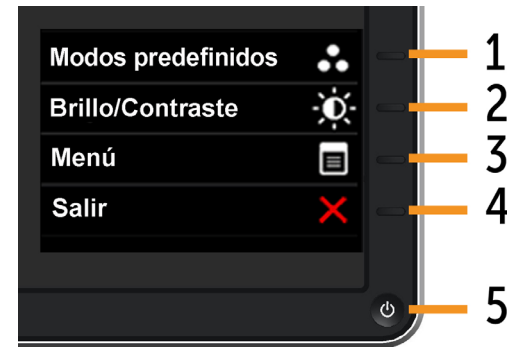 Modos predefinidos 1
Brillo/Contraste 2
Menú 3
Salir 4
5